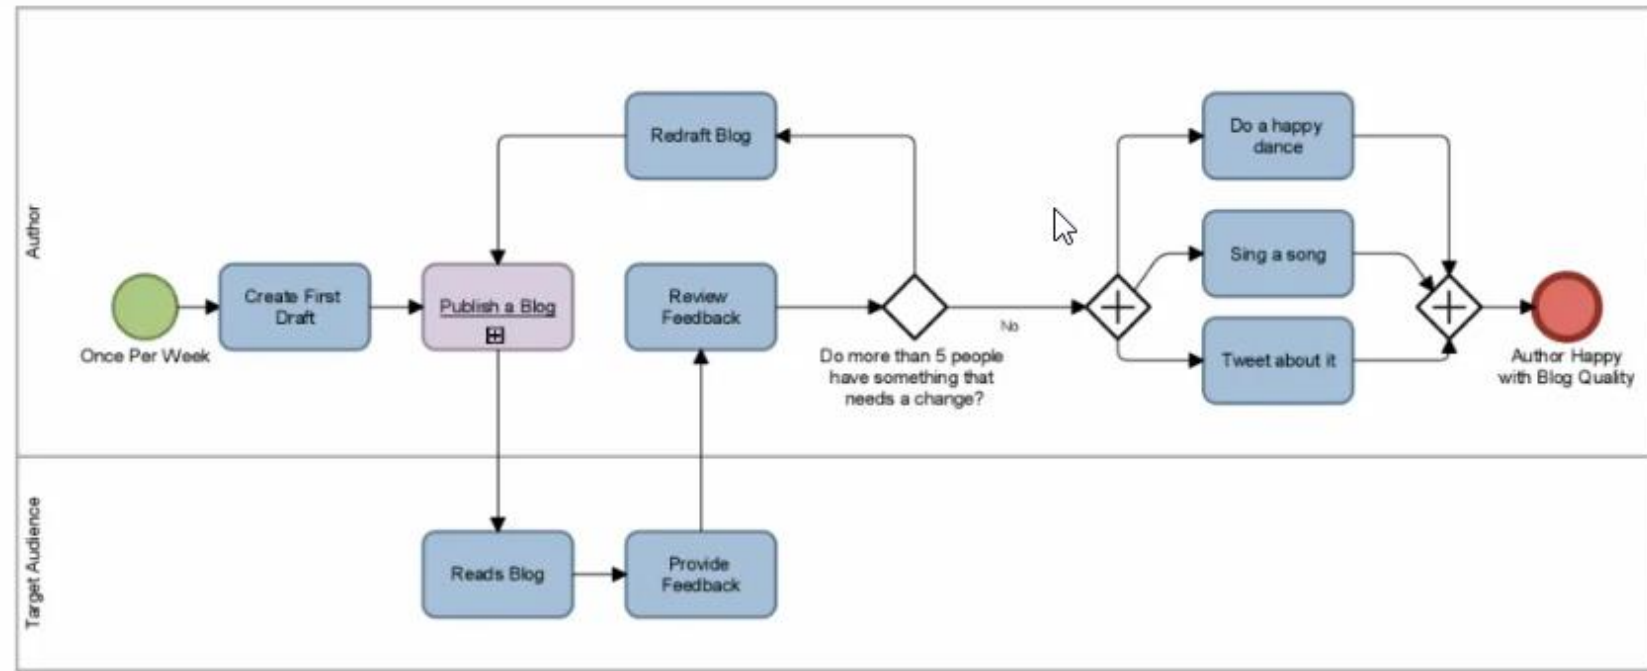 Author
Once Per Week
Create First
Draft
Publish a Blog
Redraft Blog
Review
Feedback
Do more than 5 people
have something that
needs a change?
No
Do a happy
dance
Sing a song
Tweet about it
Author Happy
with Blog Quality
Target Audience
Reads Blog
Provide
Feedback